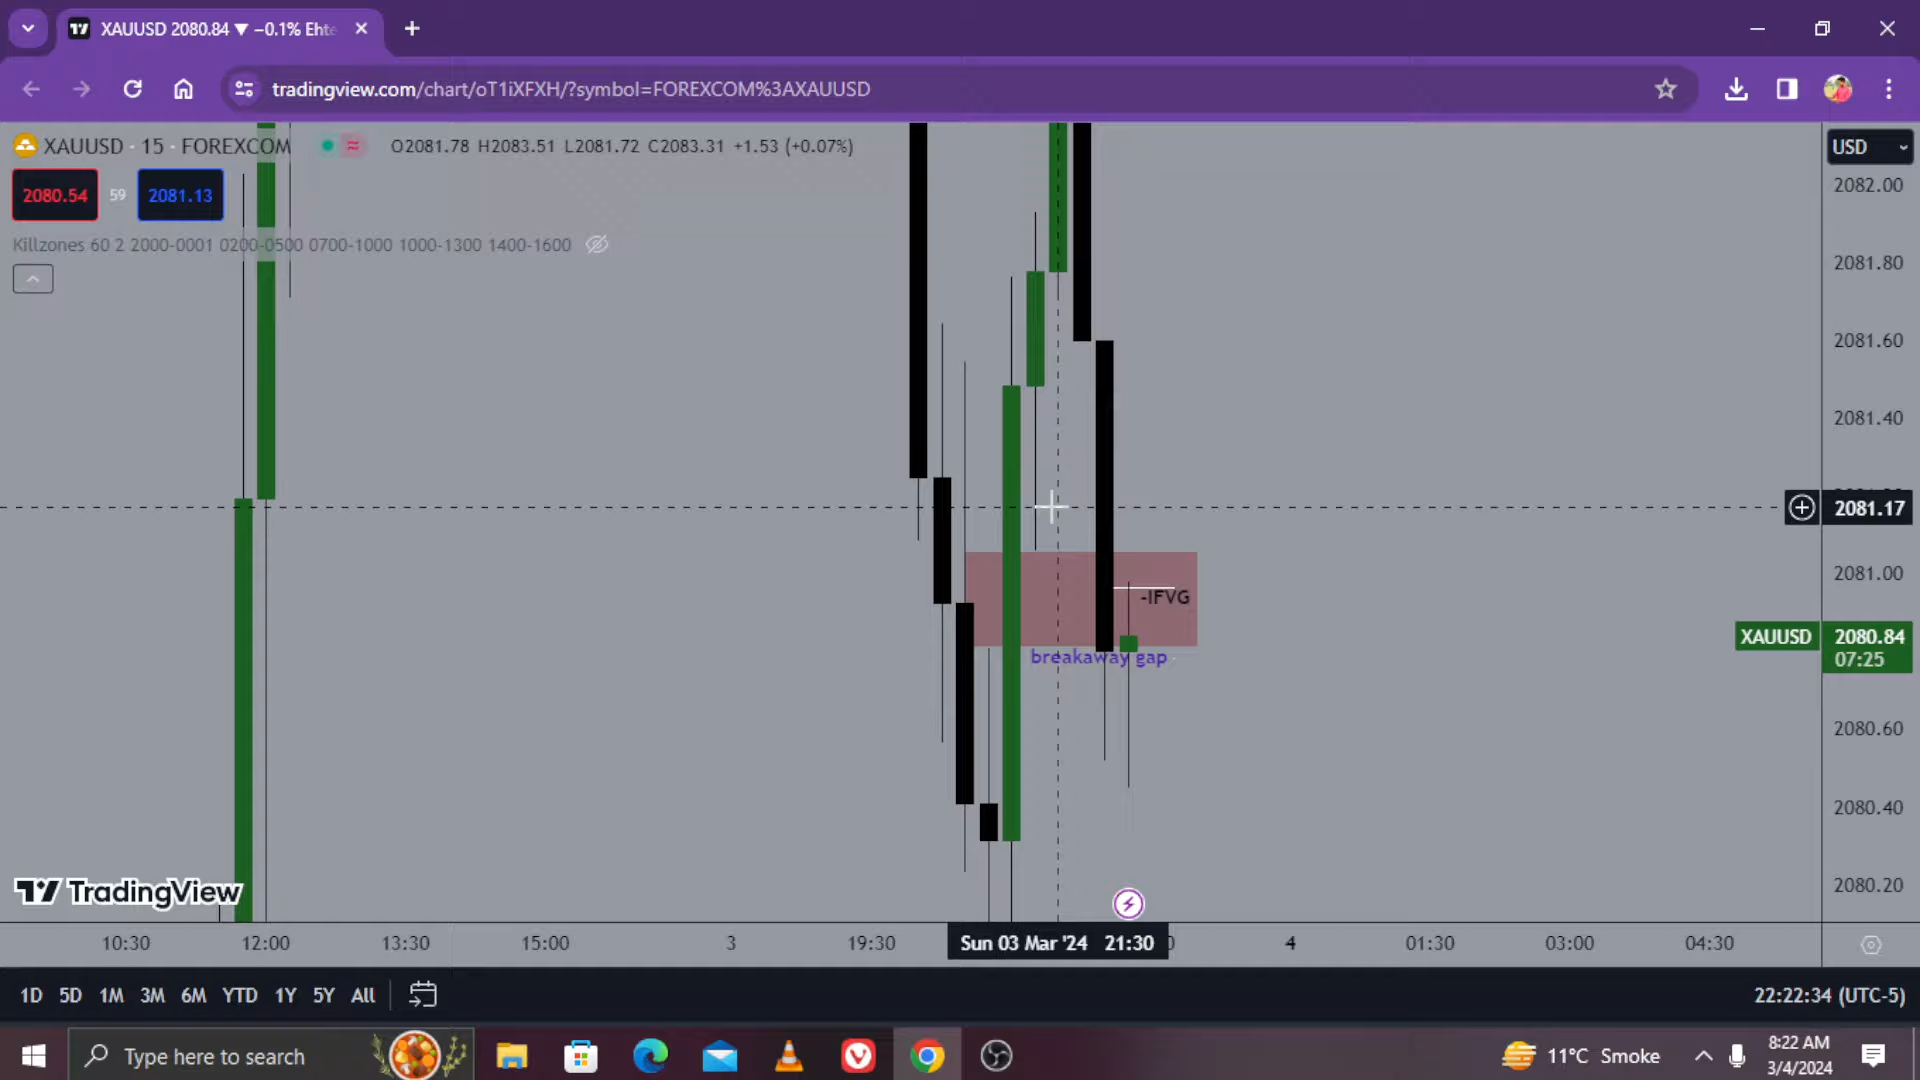 XAUUSD 2080.84 ▼ −0.1% Ehte
tradingview.com/chart/oT1iXFXH/?symbol=FOREXCOM%3AXAUUSD
XAUUSD · 15 · FOREXCOM
O2081.78 H2083.51 L2081.72 C2083.31 +1.53 (+0.07%)
USD
2080.54 59 2081.13
Killzones 60 2 2000-0001 0200-0500 0700-1000 1000-1300 1400-1600
2082.00
2081.80
2081.60
2081.40
2081.17
2081.00
-IFVG
XAUUSD 2080.84
07:25
breakaway gap
2080.60
2080.40
2080.20
TradingView
10:30 12:00 13:30 15:00 3 19:30 Sun 03 Mar '24 21:30 4 01:30 03:00 04:30
1D 5D 1M 3M 6M YTD 1Y 5Y All
22:22:34 (UTC-5)
Type here to search
11°C Smoke
8:22 AM
3/4/2024